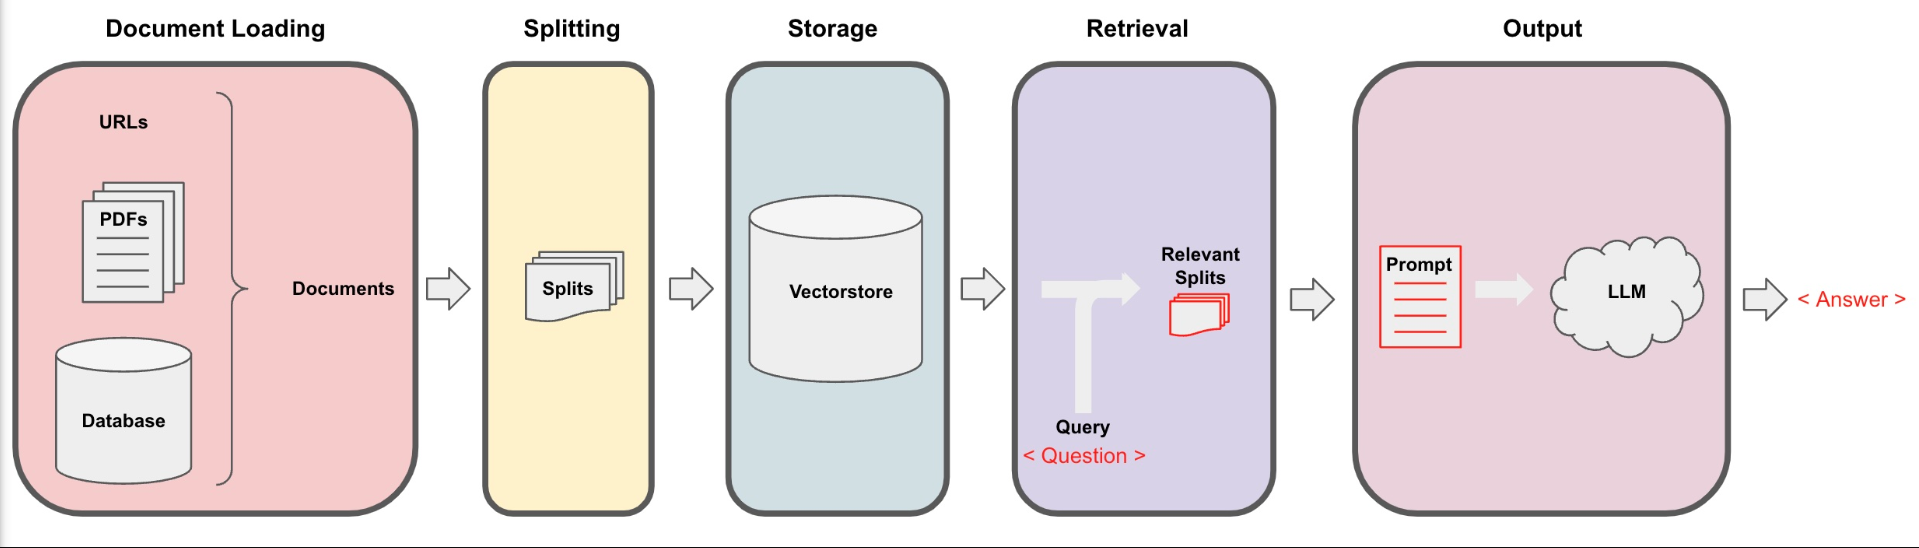 Document Loading
Splitting
Storage
Retrieval
Output
URLs
PDFs
Database
Documents
Splits
Vectorstore
Relevant
Splits
Query
< Question >
Prompt
LLM
< Answer >